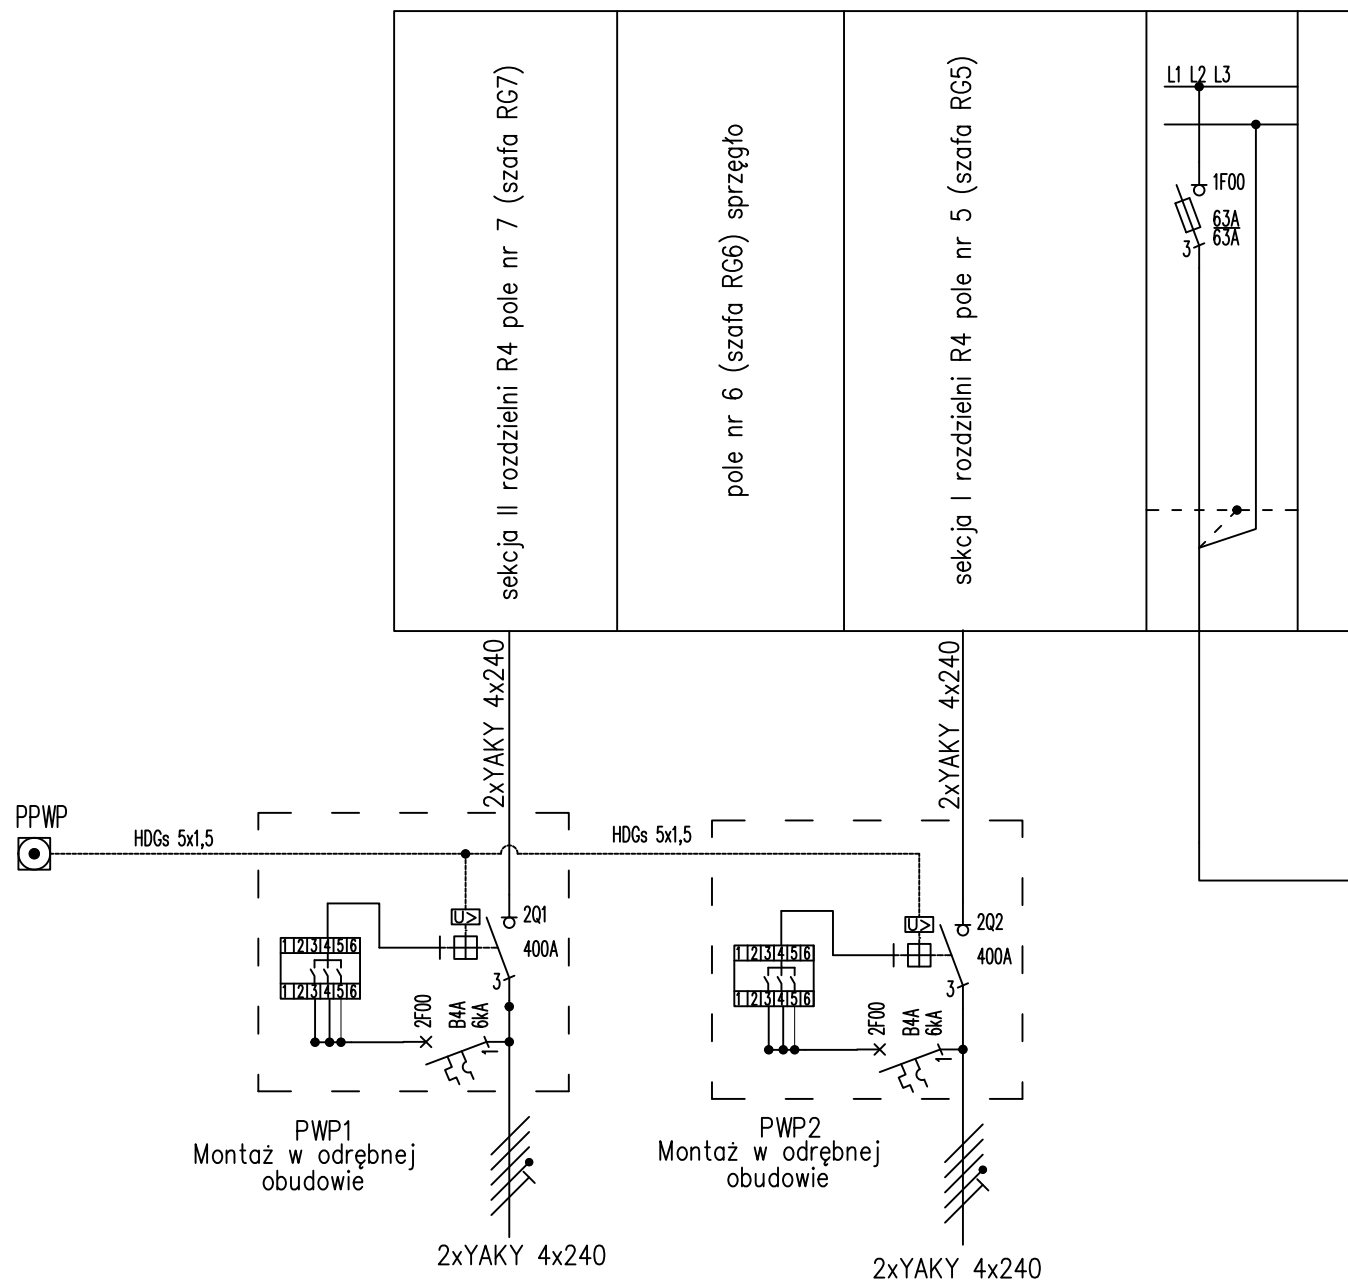 sekcja II rozdzielni R4 pole nr 7 (szafa RG7)
pole nr 6 (szafa RG6) sprzęgło
sekcja I rozdzielni R4 pole nr 5 (szafa RG5)
L1 L2 L3
1F00
63A
63A
3
2xYAKY 4x240
2xYAKY 4x240
PPWP
HDGs 5x1,5
HDGs 5x1,5
U>
2Q1
400A
3
1 2 3 4 5 6
1 2 3 4 5 6
2F00
B4A
6kA
1
U>
2Q2
400A
3
1 2 3 4 5 6
1 2 3 4 5 6
2F00
B4A
6kA
1
PWP1
Montaż w odrębnej
obudowie
PWP2
Montaż w odrębnej
obudowie
2xYAKY 4x240
2xYAKY 4x240